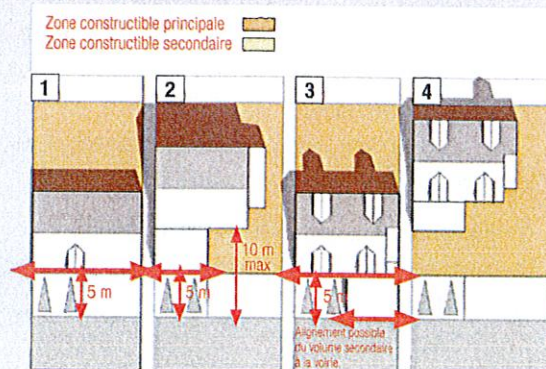 Zone constructible principale
Zone constructible secondaire
1
2
3
4
10 m
max
5 m
5 m
5 m
Alignement possible
du volume secondaire
à la voirie.